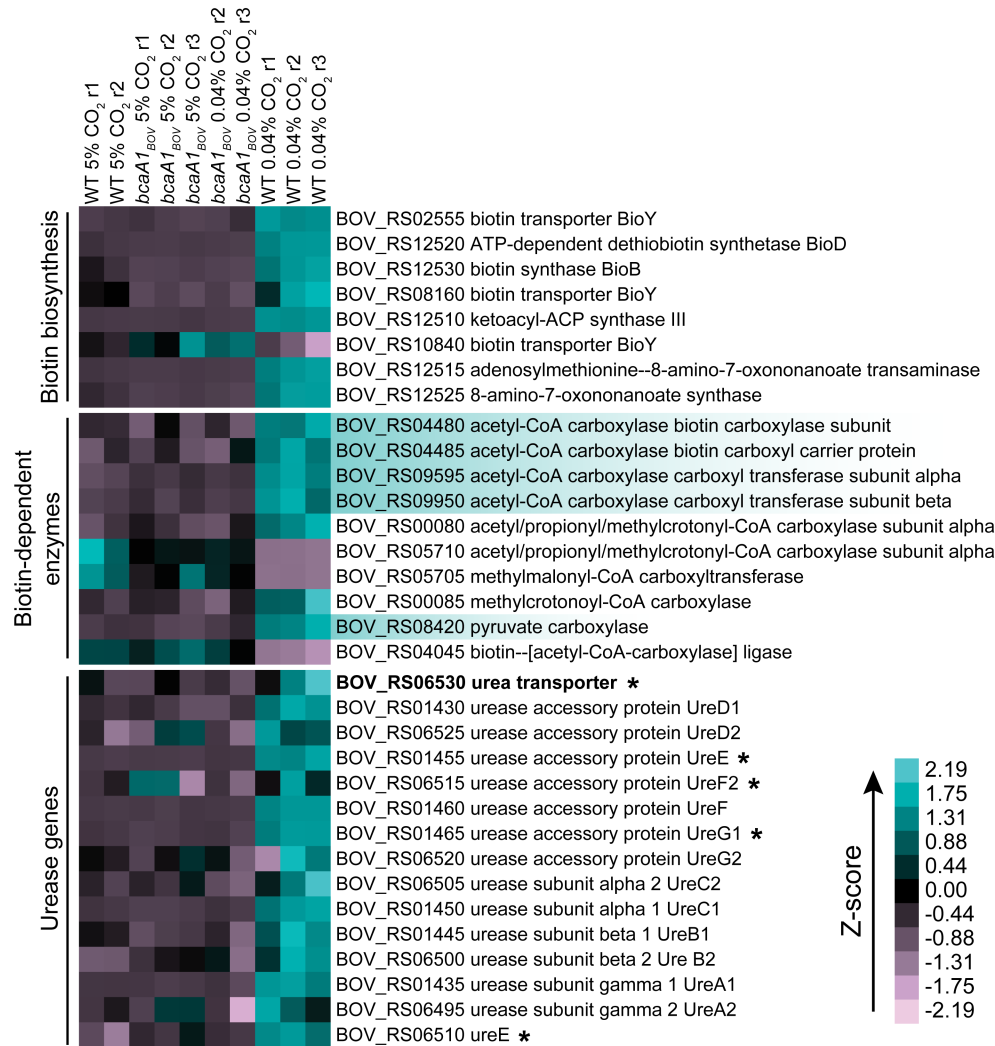 WT 5% CO2 r1
WT 5% CO2 r2
bcaA1BOV 5% CO2 r1
bcaA1BOV 5% CO2 r2
bcaA1BOV 5% CO2 r3
bcaA1BOV 0.04% CO2 r2
bcaA1BOV 0.04% CO2 r3
WT 0.04% CO2 r1
WT 0.04% CO2 r2
WT 0.04% CO2 r3
Biotin biosynthesis
BOV_RS02555 biotin transporter BioY
BOV_RS12520 ATP-dependent dethiobiotin synthetase BioD
BOV_RS12530 biotin synthase BioB
BOV_RS08160 biotin transporter BioY
BOV_RS12510 ketoacyl-ACP synthase III
BOV_RS10840 biotin transporter BioY
BOV_RS12515 adenosylmethionine--8-amino-7-oxononanoate transaminase
BOV_RS12525 8-amino-7-oxononanoate synthase
Biotin-dependent
enzymes
BOV_RS04480 acetyl-CoA carboxylase biotin carboxylase subunit
BOV_RS04485 acetyl-CoA carboxylase biotin carboxyl carrier protein
BOV_RS09595 acetyl-CoA carboxylase carboxyl transferase subunit alpha
BOV_RS09950 acetyl-CoA carboxylase carboxyl transferase subunit beta
BOV_RS00080 acetyl/propionyl/methylcrotonyl-CoA carboxylase subunit alpha
BOV_RS05710 acetyl/propionyl/methylcrotonyl-CoA carboxylase subunit alpha
BOV_RS05705 methylmalonyl-CoA carboxyltransferase
BOV_RS00085 methylcrotonoyl-CoA carboxylase
BOV_RS08420 pyruvate carboxylase
BOV_RS04045 biotin--[acetyl-CoA-carboxylase] ligase
Urease genes
BOV_RS06530 urea transporter *
BOV_RS01430 urease accessory protein UreD1
BOV_RS06525 urease accessory protein UreD2
BOV_RS01455 urease accessory protein UreE *
BOV_RS06515 urease accessory protein UreF2 *
BOV_RS01460 urease accessory protein UreF
BOV_RS01465 urease accessory protein UreG1 *
BOV_RS06520 urease accessory protein UreG2
BOV_RS06505 urease subunit alpha 2 UreC2
BOV_RS01450 urease subunit alpha 1 UreC1
BOV_RS01445 urease subunit beta 1 UreB1
BOV_RS06500 urease subunit beta 2 Ure B2
BOV_RS01435 urease subunit gamma 1 UreA1
BOV_RS06495 urease subunit gamma 2 UreA2
BOV_RS06510 ureE *
Z-score
2.19
1.75
1.31
0.88
0.44
0.00
-0.44
-0.88
-1.31
-1.75
-2.19